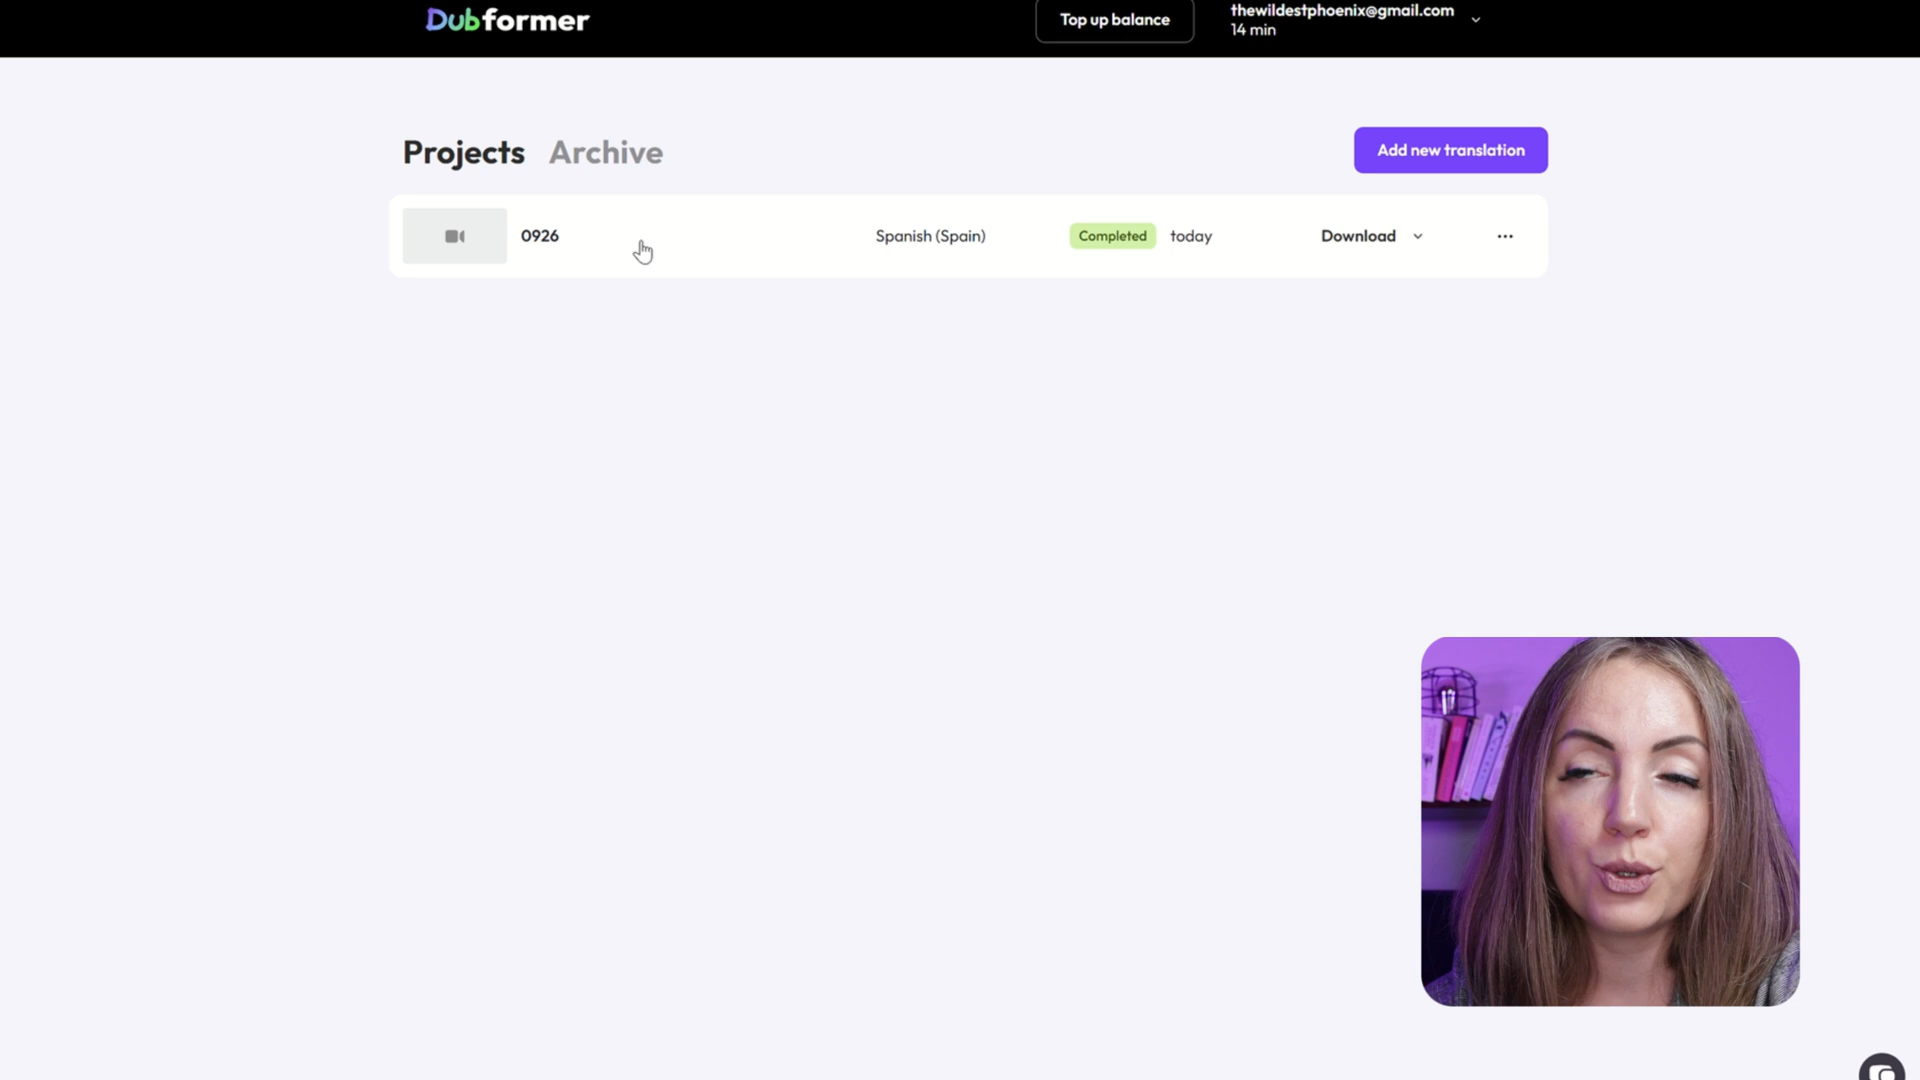 Dubformer
Top up balance
thewildestphoenix@gmail.com
14 min
Projects
Archive
Add new translation
0926
Spanish (Spain)
Completed
today
Download